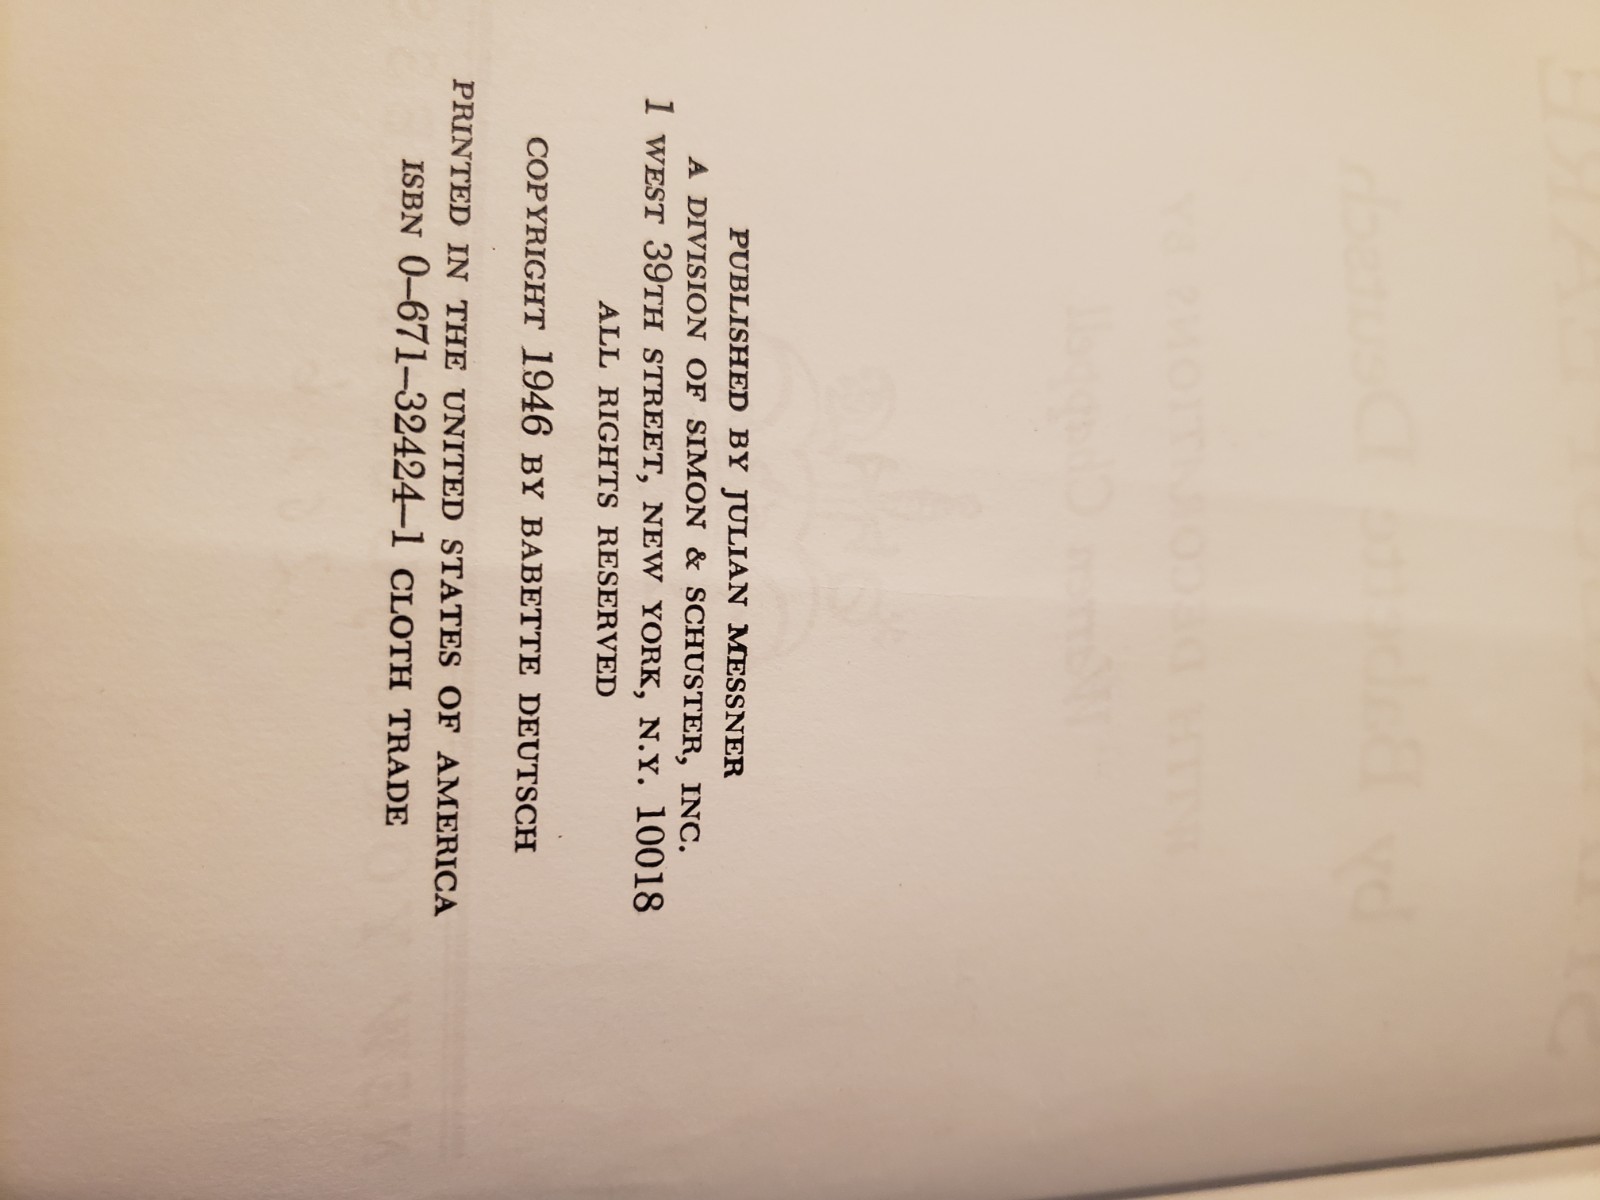 PUBLISHED BY JULIAN MESSNER
A DIVISION OF SIMON & SCHUSTER, INC.
1 WEST 39TH STREET, NEW YORK, N.Y. 10018
ALL RIGHTS RESERVED
COPYRIGHT 1946 BY BABETTE DEUTSCH
PRINTED IN THE UNITED STATES OF AMERICA
ISBN 0-671-32424-1 CLOTH TRADE